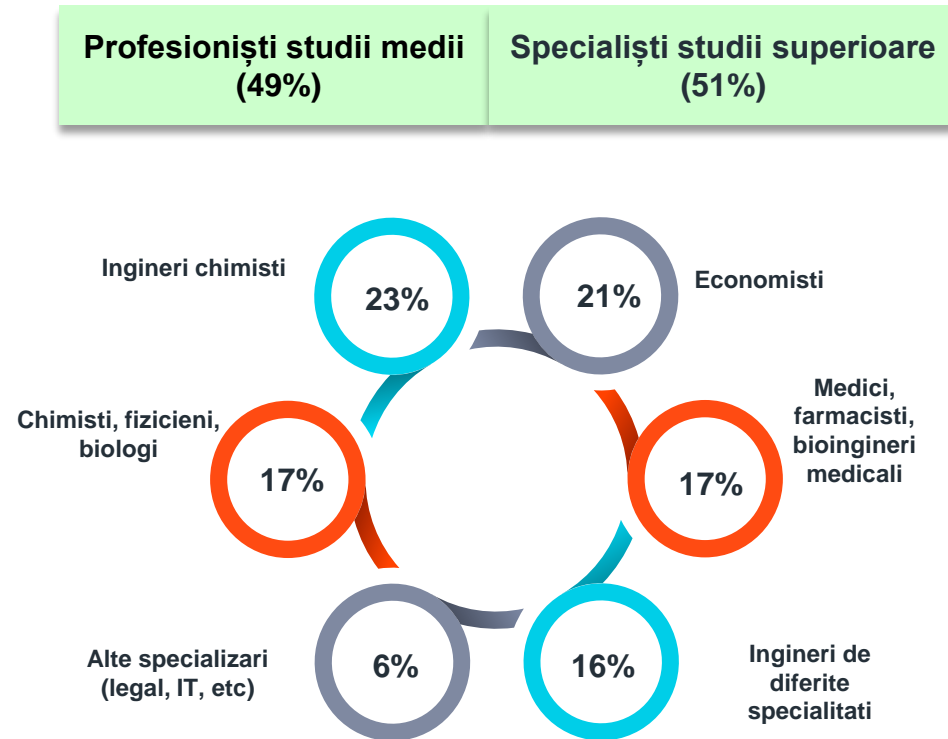 Profesioniști studii medii
(49%)
Specialiști studii superioare
(51%)
Ingineri chimisti
23%
21%
Economisti
Chimisti, fizicieni,
biologi
17%
17%
Medici,
farmacisti,
bioingineri
medicali
Alte specializari
(legal, IT, etc)
6%
16%
Ingineri de
diferite
specialitati